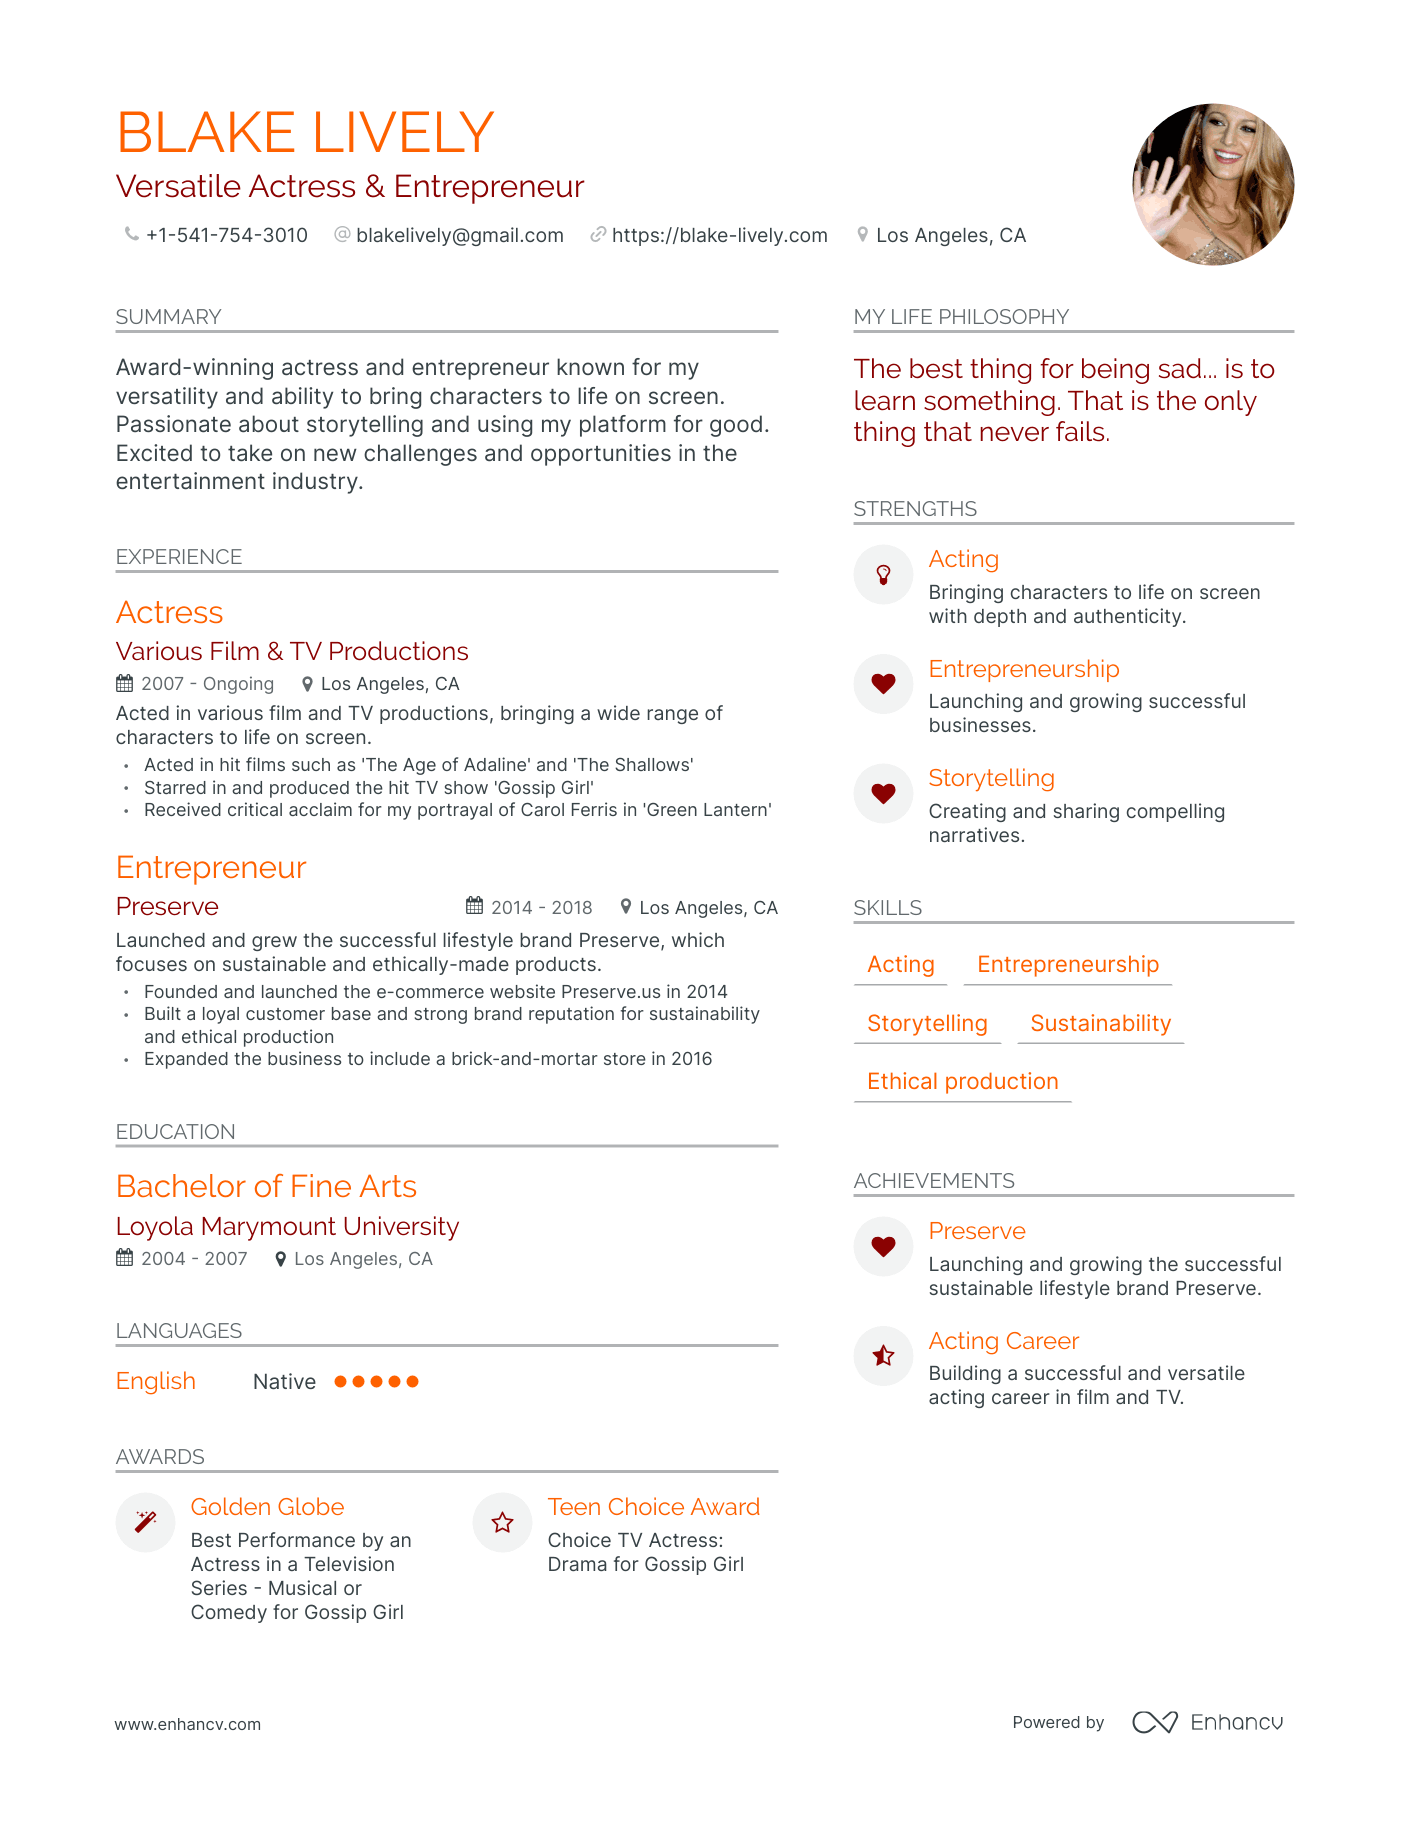 BLAKE LIVELY
Versatile Actress & Entrepreneur
+1-541-754-3010 @ blakelively@gmail.com https://blake-lively.com Los Angeles, CA
SUMMARY
Award-winning actress and entrepreneur known for my
versatility and ability to bring characters to life on screen.
Passionate about storytelling and using my platform for good.
Excited to take on new challenges and opportunities in the
entertainment industry.
EXPERIENCE
Actress
Various Film & TV Productions
2007 - Ongoing Los Angeles, CA
Acted in various film and TV productions, bringing a wide range of
characters to life on screen.
• Acted in hit films such as 'The Age of Adaline' and 'The Shallows'
• Starred in and produced the hit TV show 'Gossip Girl'
• Received critical acclaim for my portrayal of Carol Ferris in 'Green Lantern'
Entrepreneur
Preserve 2014 - 2018 Los Angeles, CA
Launched and grew the successful lifestyle brand Preserve, which
focuses on sustainable and ethically-made products.
• Founded and launched the e-commerce website Preserve.us in 2014
• Built a loyal customer base and strong brand reputation for sustainability
and ethical production
• Expanded the business to include a brick-and-mortar store in 2016
EDUCATION
Bachelor of Fine Arts
Loyola Marymount University
2004 - 2007 Los Angeles, CA
LANGUAGES
English Native
AWARDS
Golden Globe
Best Performance by an
Actress in a Television
Series - Musical or
Comedy for Gossip Girl
Teen Choice Award
Choice TV Actress:
Drama for Gossip Girl
MY LIFE PHILOSOPHY
The best thing for being sad... is to
learn something. That is the only
thing that never fails.
STRENGTHS
Acting
Bringing characters to life on screen
with depth and authenticity.
Entrepreneurship
Launching and growing successful
businesses.
Storytelling
Creating and sharing compelling
narratives.
SKILLS
Acting Entrepreneurship
Storytelling Sustainability
Ethical production
ACHIEVEMENTS
Preserve
Launching and growing the successful
sustainable lifestyle brand Preserve.
Acting Career
Building a successful and versatile
acting career in film and TV.
www.enhancv.com
Powered by Enhancv